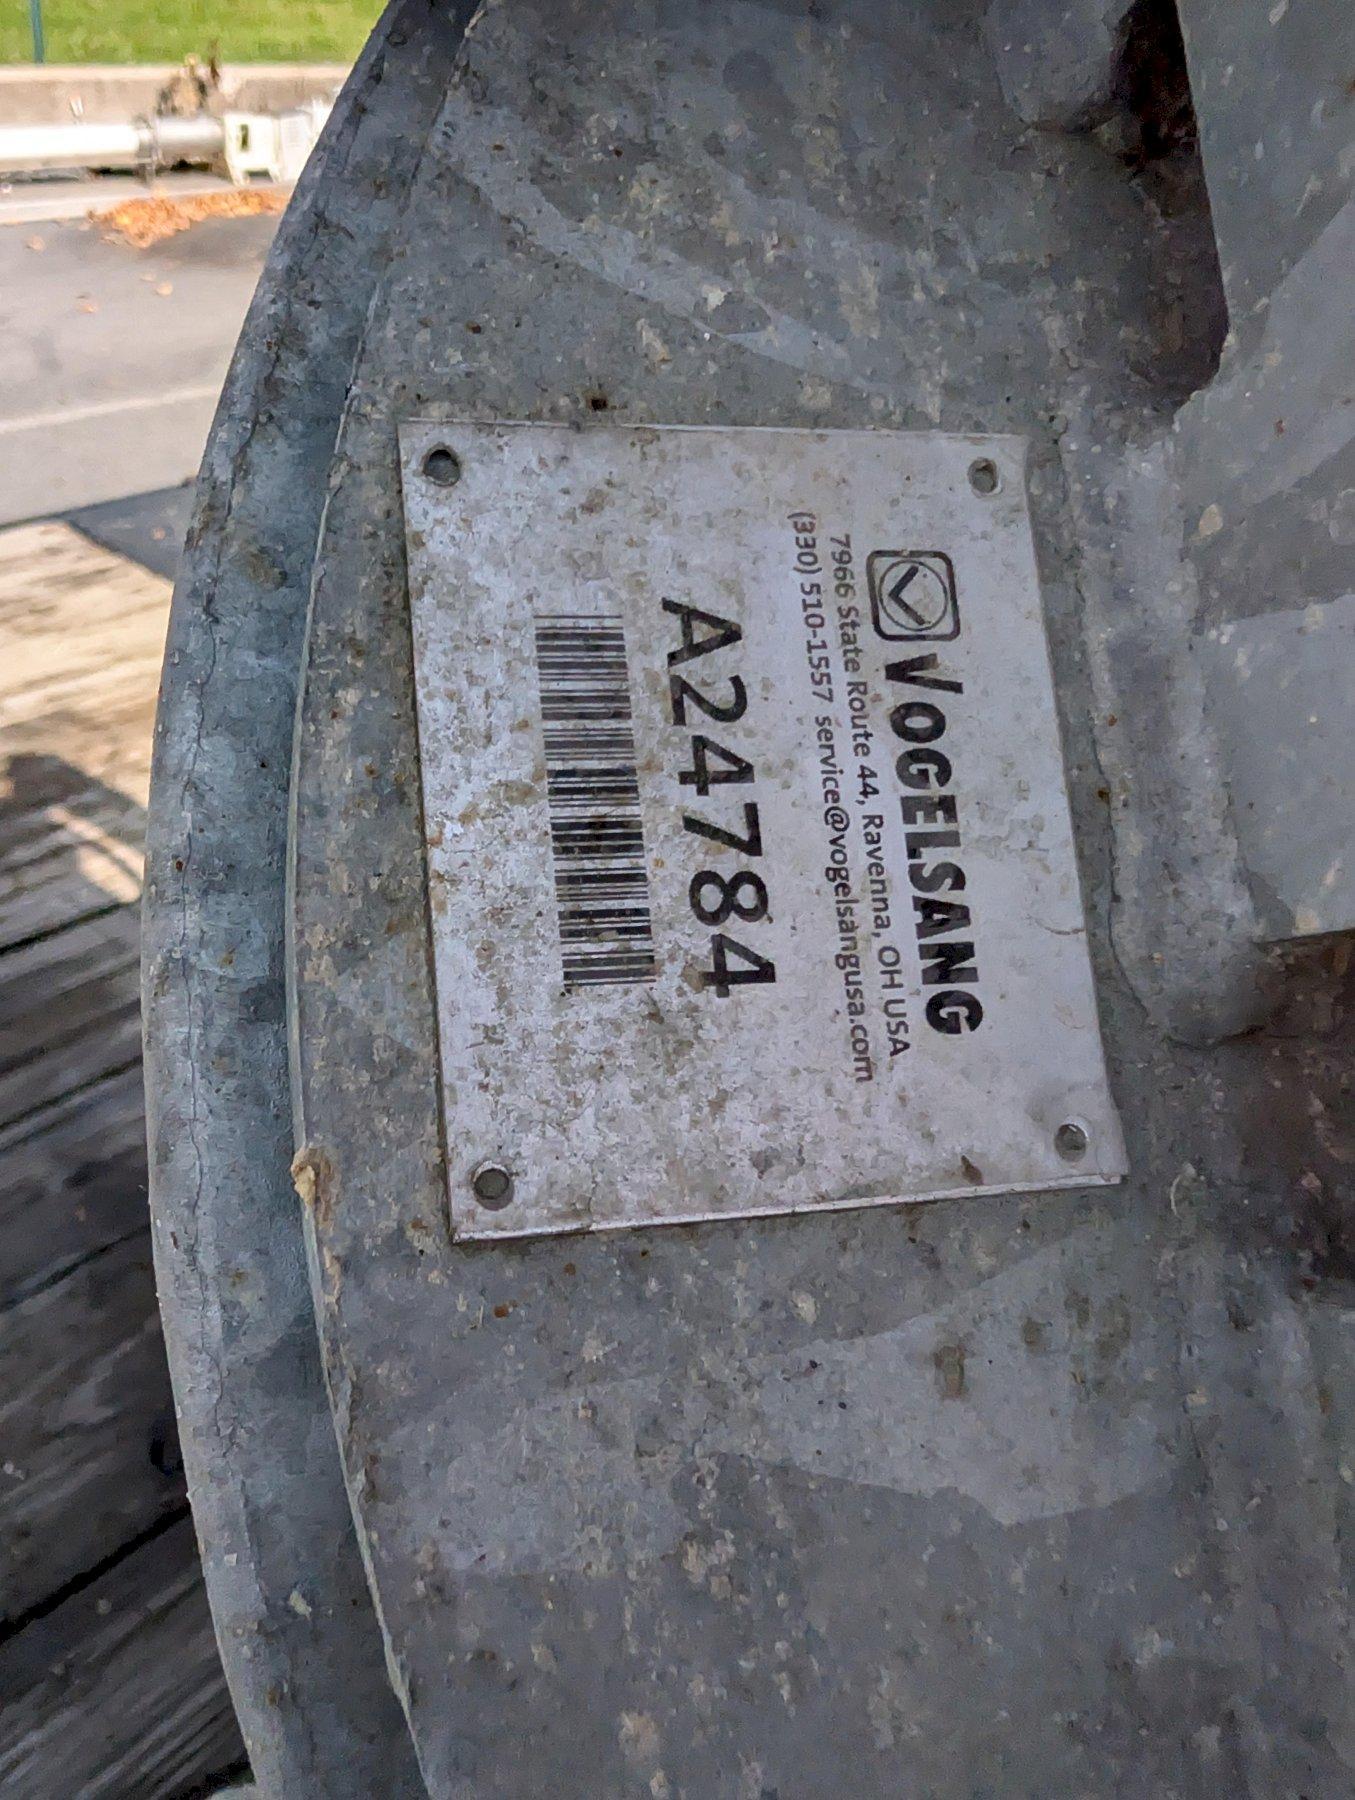 VOGELSANG
7966 State Route 44, Ravenna, OH USA
(330) 510-1557 service@vogelsangusa.com
A24784